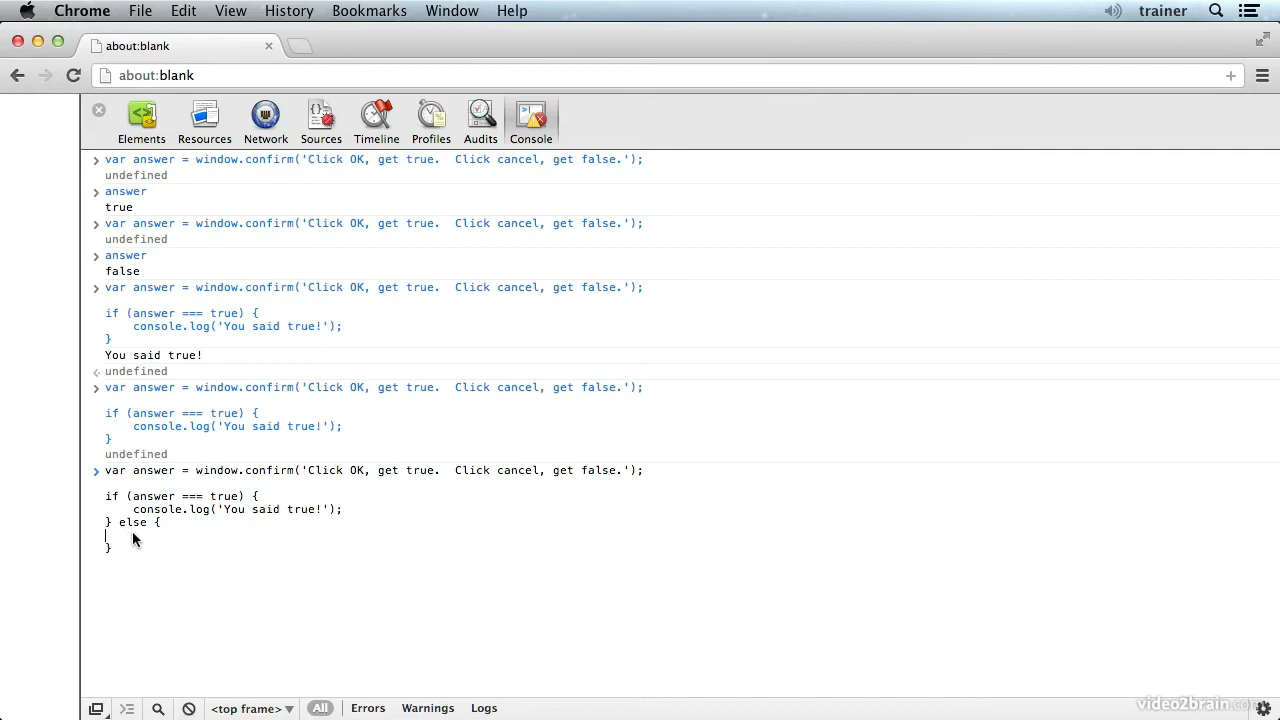 Chrome File Edit View History Bookmarks Window Help trainer
about:blank
about:blank
Elements Resources Network Sources Timeline Profiles Audits Console
var answer = window.confirm('Click OK, get true.  Click cancel, get false.');
undefined
answer
true
var answer = window.confirm('Click OK, get true.  Click cancel, get false.');
undefined
answer
false
var answer = window.confirm('Click OK, get true.  Click cancel, get false.');
if (answer === true) {
    console.log('You said true!');
}
You said true!
undefined
var answer = window.confirm('Click OK, get true.  Click cancel, get false.');
if (answer === true) {
    console.log('You said true!');
}
undefined
var answer = window.confirm('Click OK, get true.  Click cancel, get false.');
if (answer === true) {
    console.log('You said true!');
} else {
}
<top frame> All Errors Warnings Logs
video2brain.com